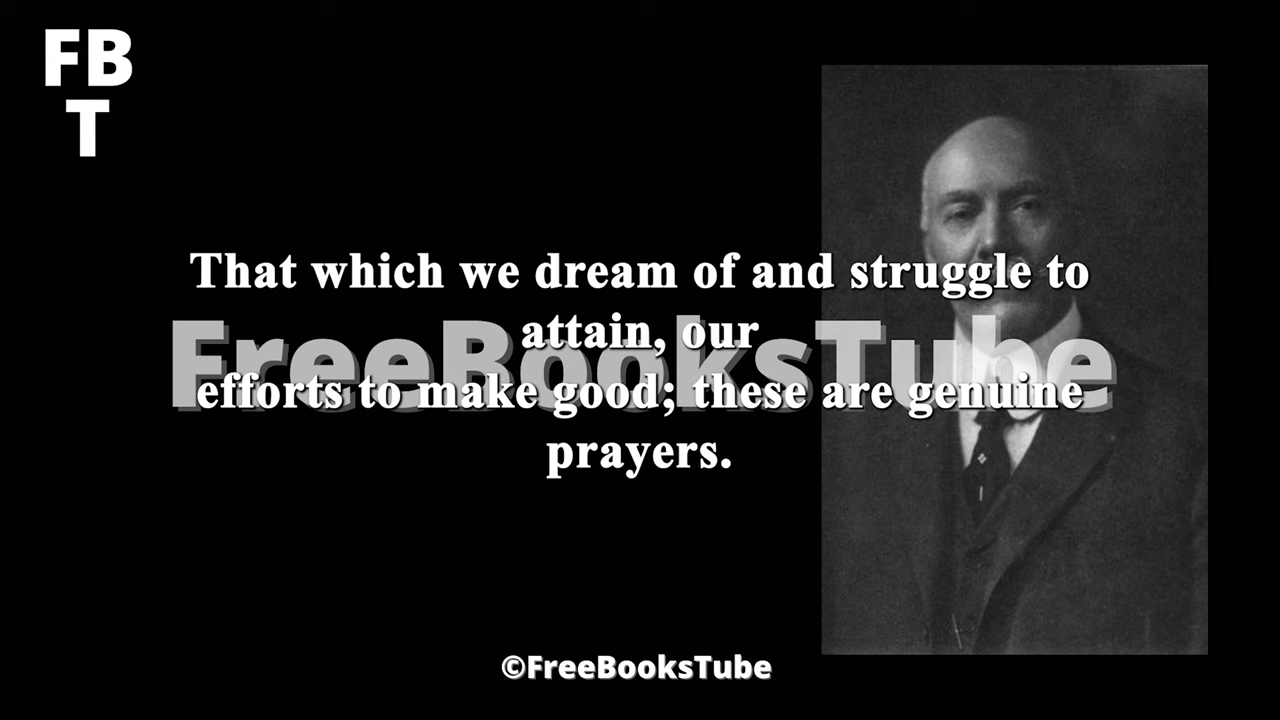 FB
T
That which we dream of and struggle to
attain, our
FreeBooksTube
efforts to make good; these are genuine
prayers.
©FreeBooksTube